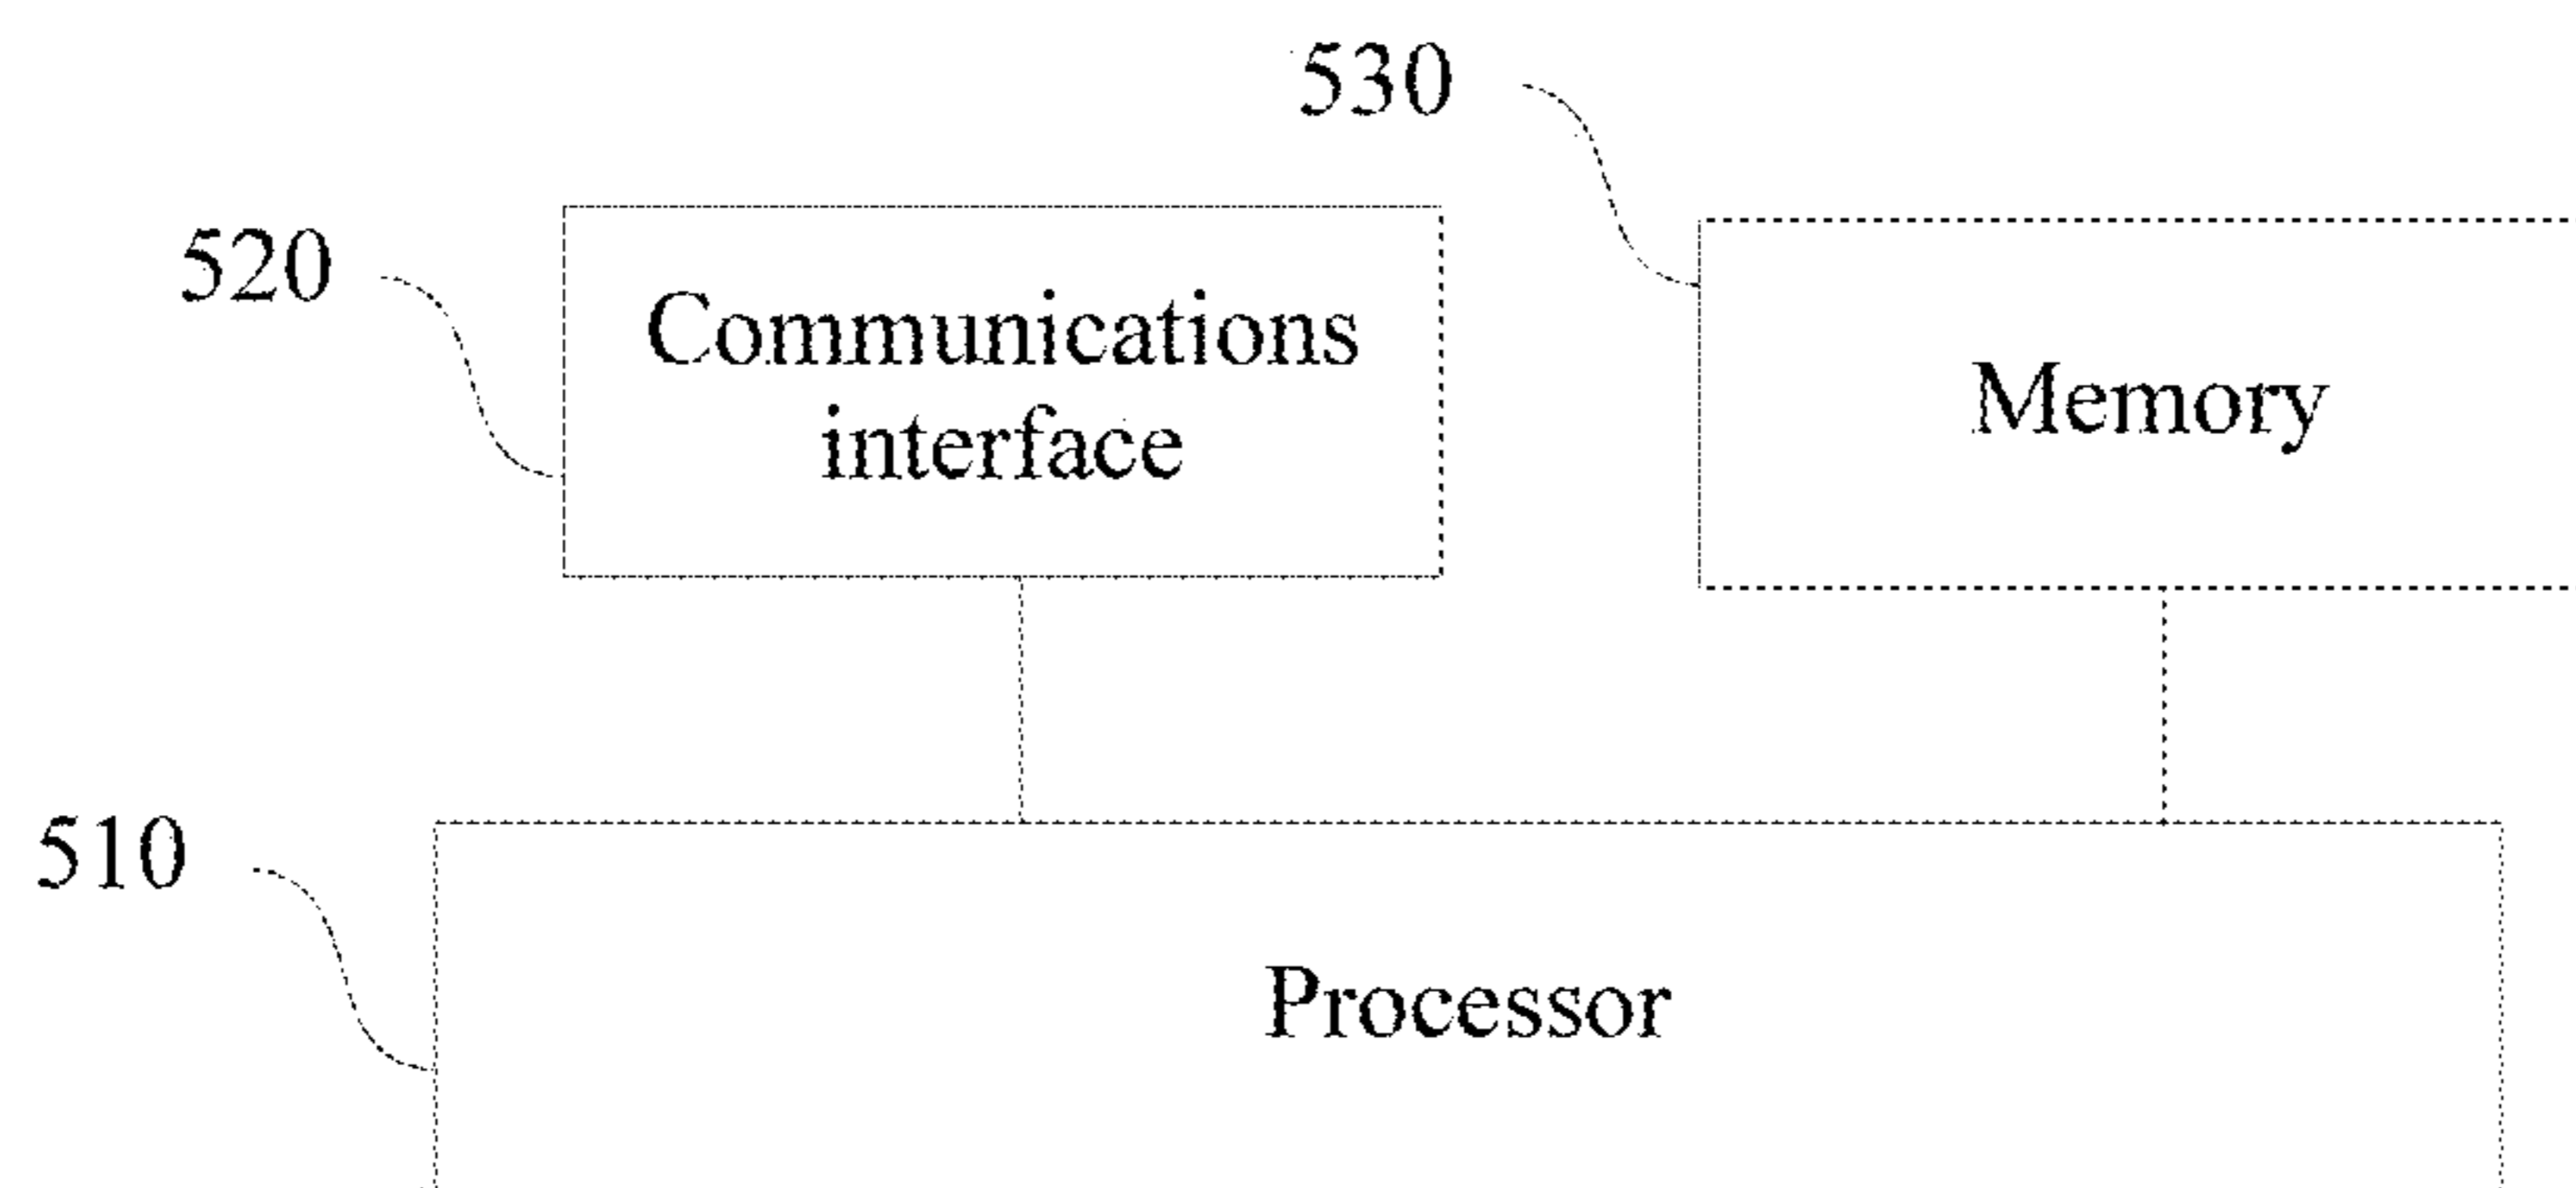 530
520
Communications
interface
Memory
510
Processor